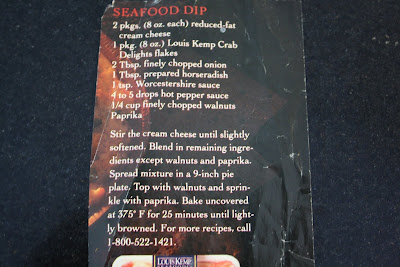 SEAFOOD DIP
2 pkgs. (8 oz. each) reduced-fat
cream cheese
1 pkg. (8 oz.) Louis Kemp Crab
Delights flakes
2 Tbsp. finely chopped onion
1 Tbsp. prepared horseradish
1 tsp. Worcestershire sauce
4 to 5 drops hot pepper sauce
1/4 cup finely chopped walnuts
Paprika
Stir the cream cheese until slightly
softened. Blend in remaining ingre-
dients except walnuts and paprika.
Spread mixture in a 9-inch pie
plate. Top with walnuts and sprin-
kle with paprika. Bake uncovered
at 375° F for 25 minutes until light-
ly browned. For more recipes, call
1-800-522-1421.
LOUIS KEMP